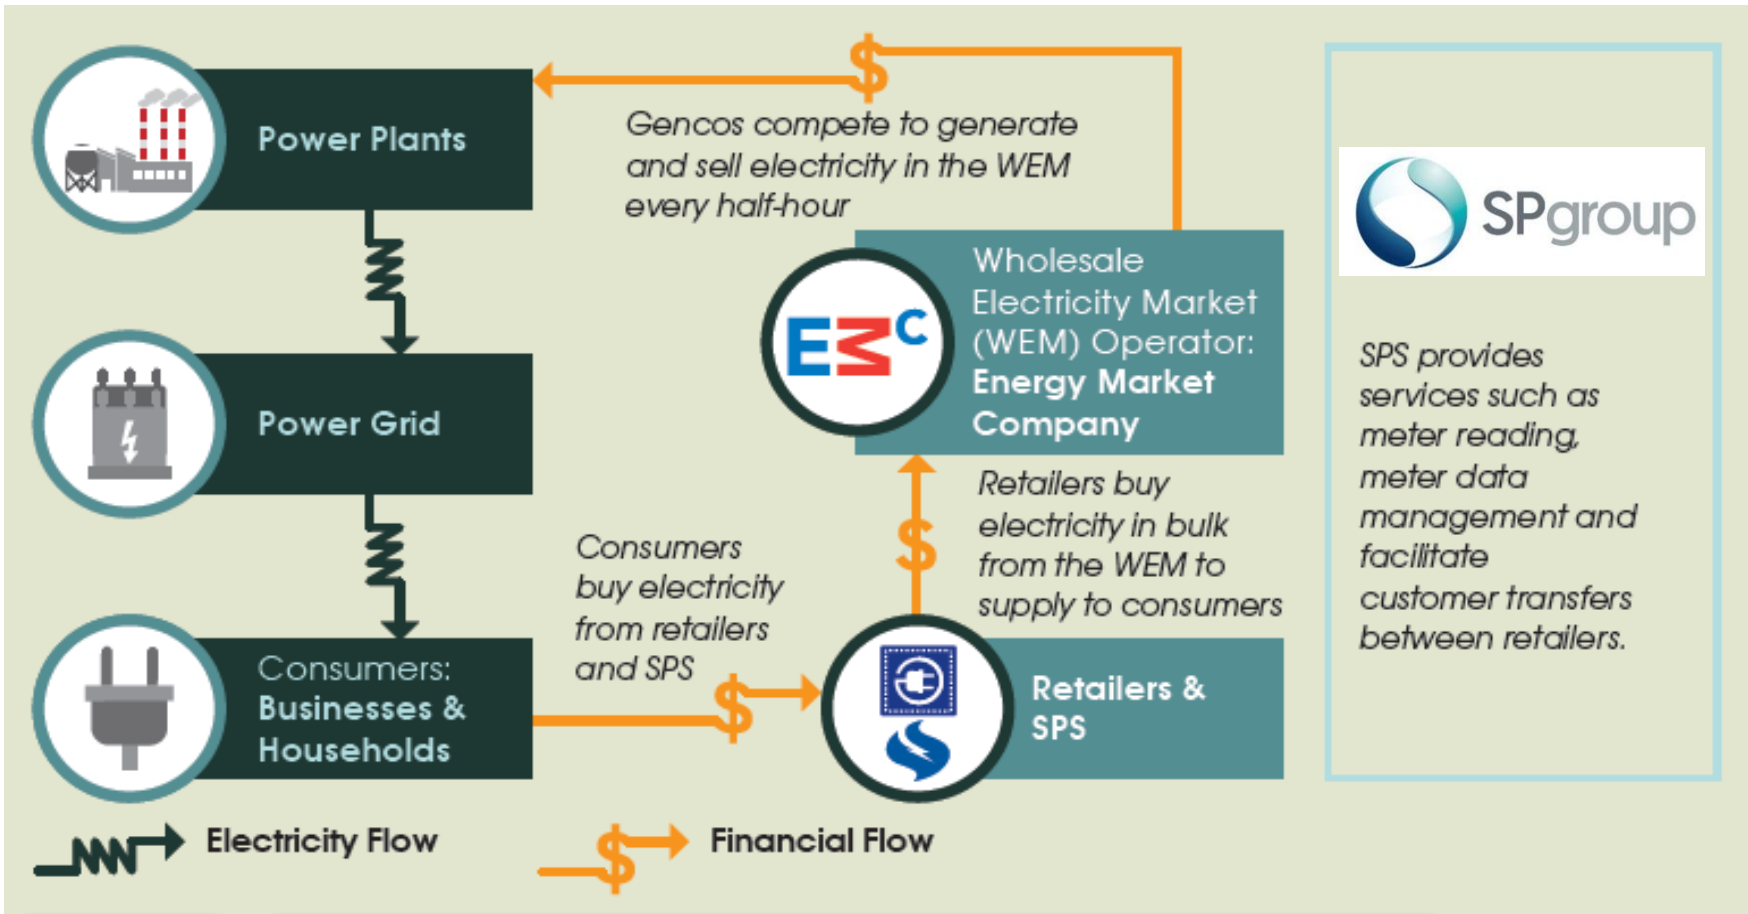 Power Plants
Gencos compete to generate
and sell electricity in the WEM
every half-hour
Power Grid
EMC
Wholesale
Electricity Market
(WEM) Operator:
Energy Market
Company
Consumers
buy electricity
from retailers
and SPS
Retailers buy
electricity in bulk
from the WEM to
supply to consumers
Consumers:
Businesses &
Households
Retailers &
SPS
SPgroup
SPS provides
services such as
meter reading,
meter data
management and
facilitate
customer transfers
between retailers.
$
$
$
Electricity Flow
$
Financial Flow